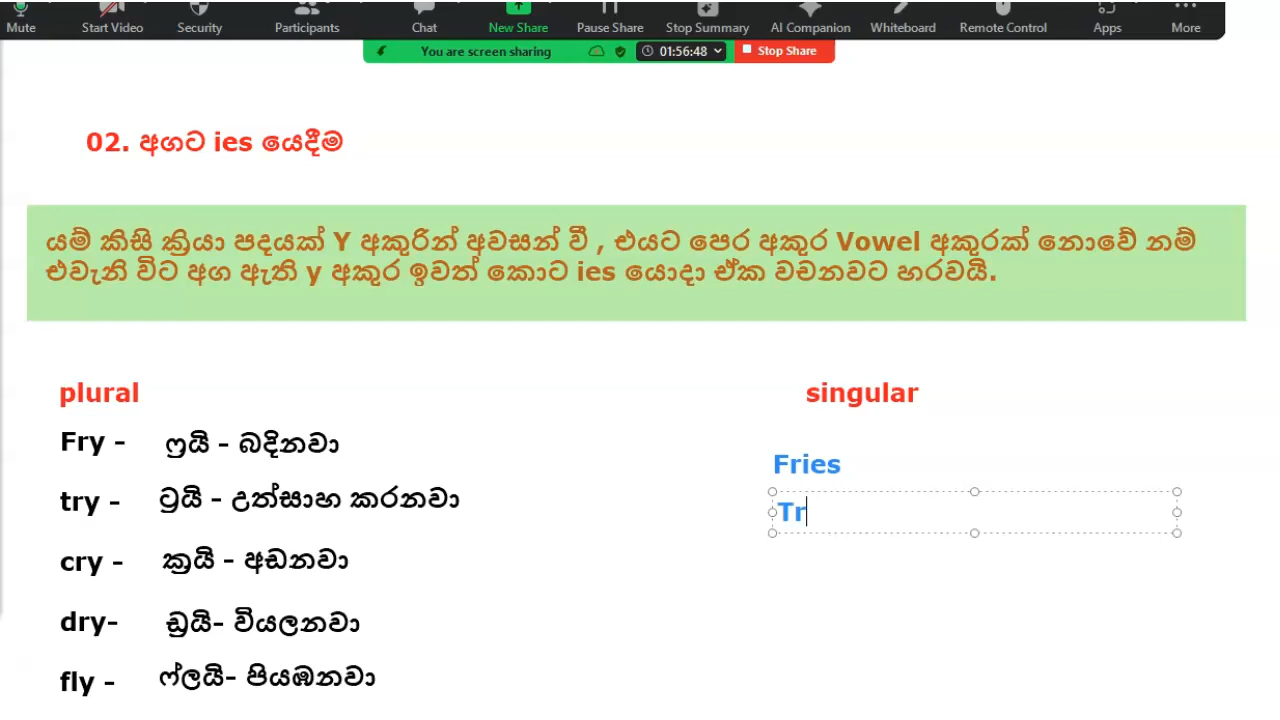 Mute Start Video Security Participants Chat New Share Pause Share Stop Summary AI Companion Whiteboard Remote Control Apps More
You are screen sharing 01:56:48 Stop Share
02. අගට ies යෙදීම
යම් කිසි ක්‍රියා පදයක් Y අකුරින් අවසන් වී , එයට පෙර අකුර Vowel අකුරක් නොවේ නම්
එවැනි විට අග ඇති y අකුර ඉවත් කොට ies යොදා ඒක වචනවට හරවයි.
plural singular
Fry - ෆ්‍රයි - බදිනවා
Fries
try - ට්‍රයි - උත්සාහ කරනවා
Tr
cry - ක්‍රයි - අඩනවා
dry- ඩ්‍රයි- වියලනවා
fly - ෆ්ලයි- පියඹනවා